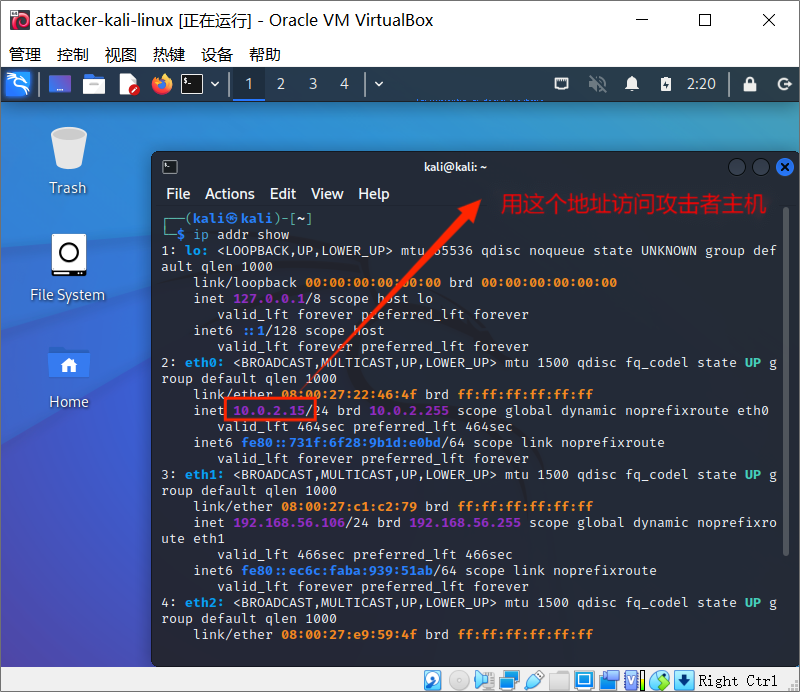 attacker-kali-linux [正在运行] - Oracle VM VirtualBox
管理 控制 视图 热键 设备 帮助
1 2 3 4 2:20
Trash
File System
Home
kali@kali: ~
File Actions Edit View Help
用这个地址访问攻击者主机
┌──(kali㉿kali)-[~]
└─$ ip addr show
1: lo: <LOOPBACK,UP,LOWER_UP> mtu 65536 qdisc noqueue state UNKNOWN group def
ault qlen 1000
link/loopback 00:00:00:00:00:00 brd 00:00:00:00:00:00
inet 127.0.0.1/8 scope host lo
valid_lft forever preferred_lft forever
inet6 ::1/128 scope host
valid_lft forever preferred_lft forever
2: eth0: <BROADCAST,MULTICAST,UP,LOWER_UP> mtu 1500 qdisc fq_codel state UP g
roup default qlen 1000
link/ether 08:00:27:22:46:4f brd ff:ff:ff:ff:ff:ff
inet 10.0.2.15/24 brd 10.0.2.255 scope global dynamic noprefixroute eth0
valid_lft 464sec preferred_lft 464sec
inet6 fe80::731f:6f28:9b1d:e0bd/64 scope link noprefixroute
valid_lft forever preferred_lft forever
3: eth1: <BROADCAST,MULTICAST,UP,LOWER_UP> mtu 1500 qdisc fq_codel state UP g
roup default qlen 1000
link/ether 08:00:27:c1:c2:79 brd ff:ff:ff:ff:ff:ff
inet 192.168.56.106/24 brd 192.168.56.255 scope global dynamic noprefixro
ute eth1
valid_lft 466sec preferred_lft 466sec
inet6 fe80::ec6c:faba:939:51ab/64 scope link noprefixroute
valid_lft forever preferred_lft forever
4: eth2: <BROADCAST,MULTICAST,UP,LOWER_UP> mtu 1500 qdisc fq_codel state UP g
roup default qlen 1000
link/ether 08:00:27:e9:59:4f brd ff:ff:ff:ff:ff:ff
Right Ctrl